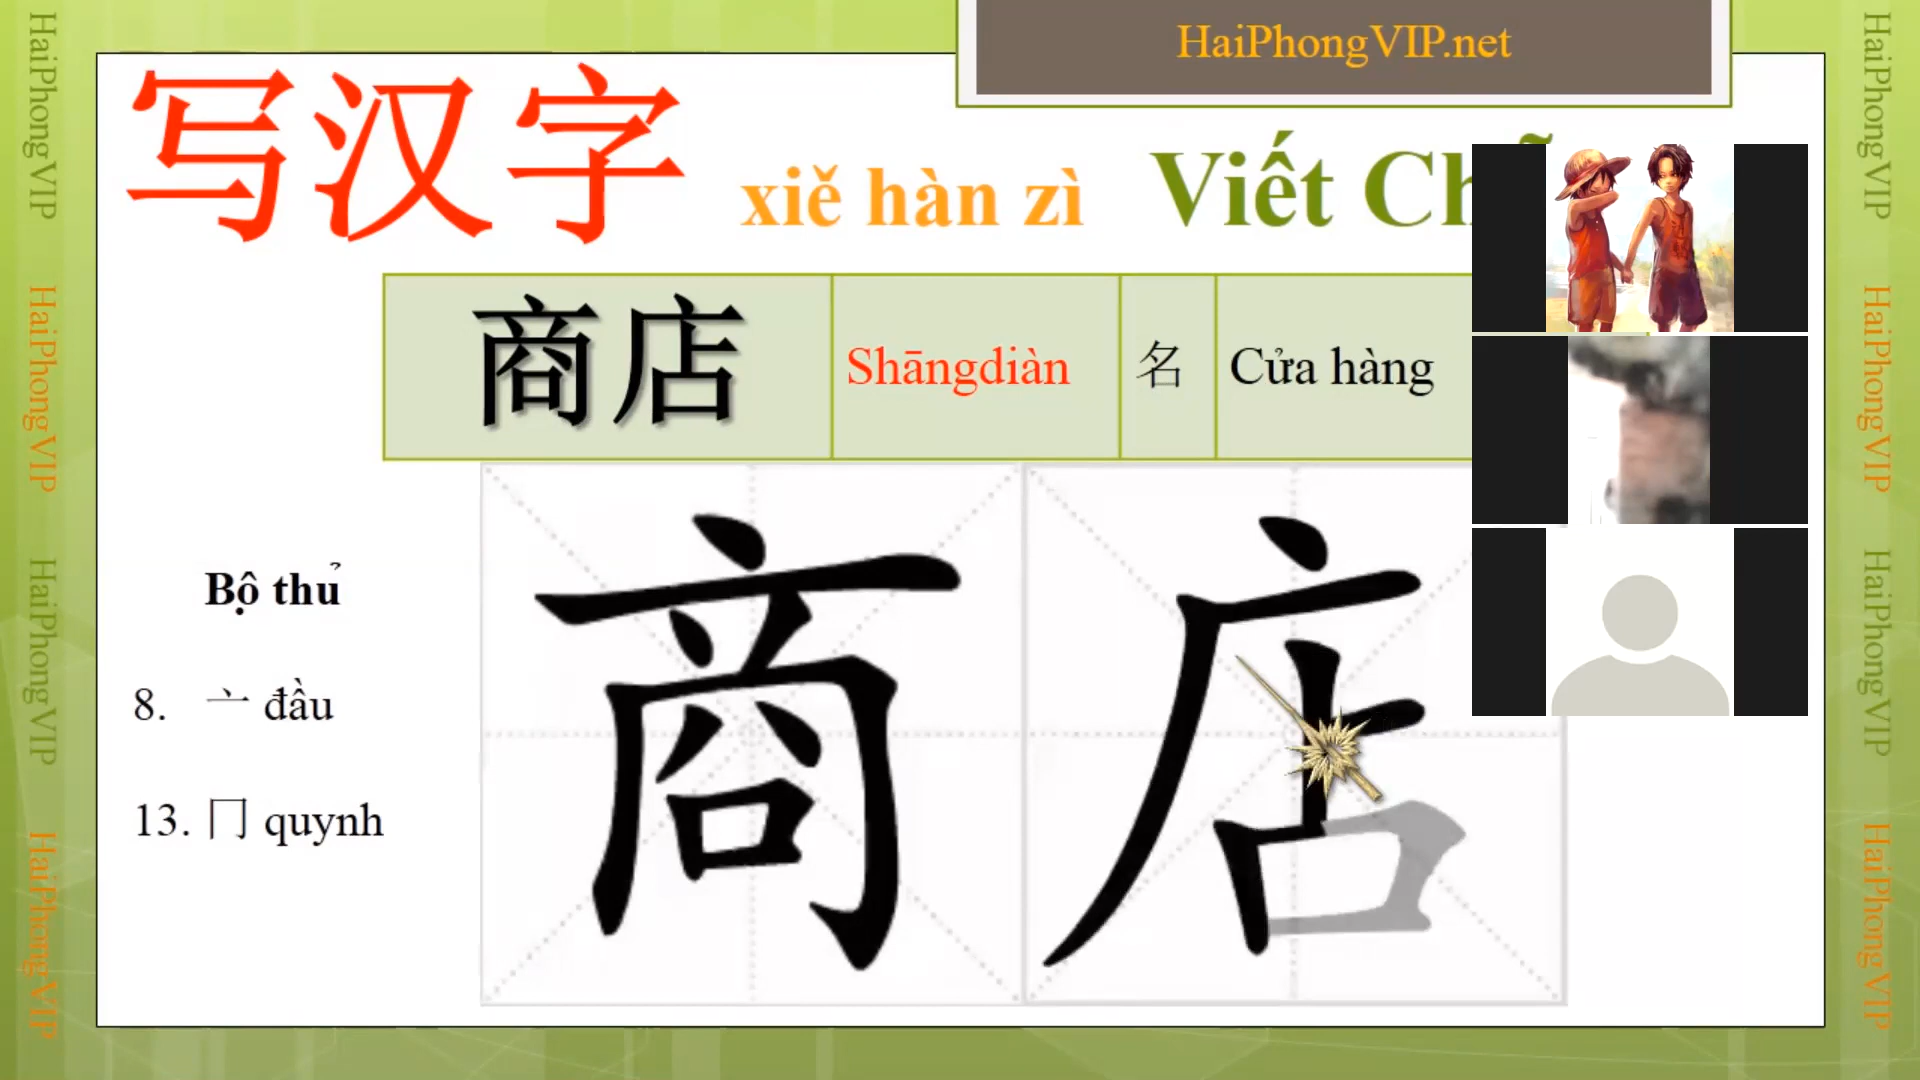 HaiPhongVIP.net
写汉字 xiě hàn zì Viết
商店 Shāngdiàn 名 Cửa hàng
商店
Bộ thủ
8. 亠 đầu
13. 冂 quynh
HaiPhongVIP
HaiPhongVIP
HaiPhongVIP
HaiPhongVIP
HaiPhongVIP
HaiPhongVIP
HaiPhongVIP
HaiPhongVIP